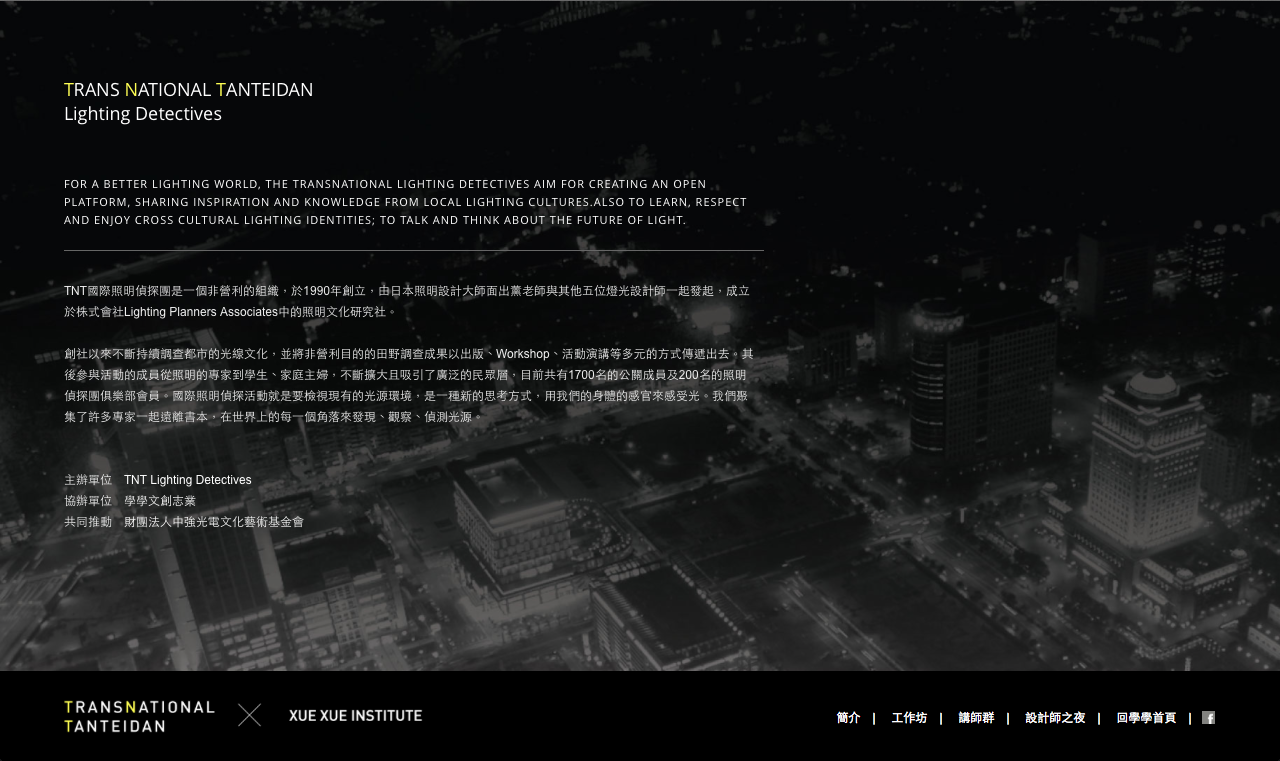 TRANS NATIONAL TANTEIDAN
Lighting Detectives
FOR A BETTER LIGHTING WORLD, THE TRANSNATIONAL LIGHTING DETECTIVES AIM FOR CREATING AN OPEN
PLATFORM, SHARING INSPIRATION AND KNOWLEDGE FROM LOCAL LIGHTING CULTURES.ALSO TO LEARN, RESPECT
AND ENJOY CROSS CULTURAL LIGHTING IDENTITIES; TO TALK AND THINK ABOUT THE FUTURE OF LIGHT.
TNT國際照明偵探團是一個非營利的組織，於1990年創立，由日本照明設計大師面出薰老師與其他五位燈光設計師一起發起，成立
於株式會社Lighting Planners Associates中的照明文化研究社。
創社以來不斷持續調查都市的光線文化，並將非營利目的的田野調查成果以出版、Workshop、活動演講等多元的方式傳遞出去。其
後參與活動的成員從照明的專家到學生、家庭主婦，不斷擴大且吸引了廣泛的民眾層，目前共有1700名的公關成員及200名的照明
偵探團俱樂部會員。國際照明偵探活動就是要檢視現有的光源環境，是一種新的思考方式，用我們的身體的感官來感受光。我們聚
集了許多專家一起遠離書本，在世界上的每一個角落來發現、觀察、偵測光源。
主辦單位　TNT Lighting Detectives
協辦單位　學學文創志業
共同推動　財團法人中強光電文化藝術基金會
TRANSNATIONAL
TANTEIDAN
XUE XUE INSTITUTE
簡介 | 工作坊 | 講師群 | 設計師之夜 | 回學學首頁 | f